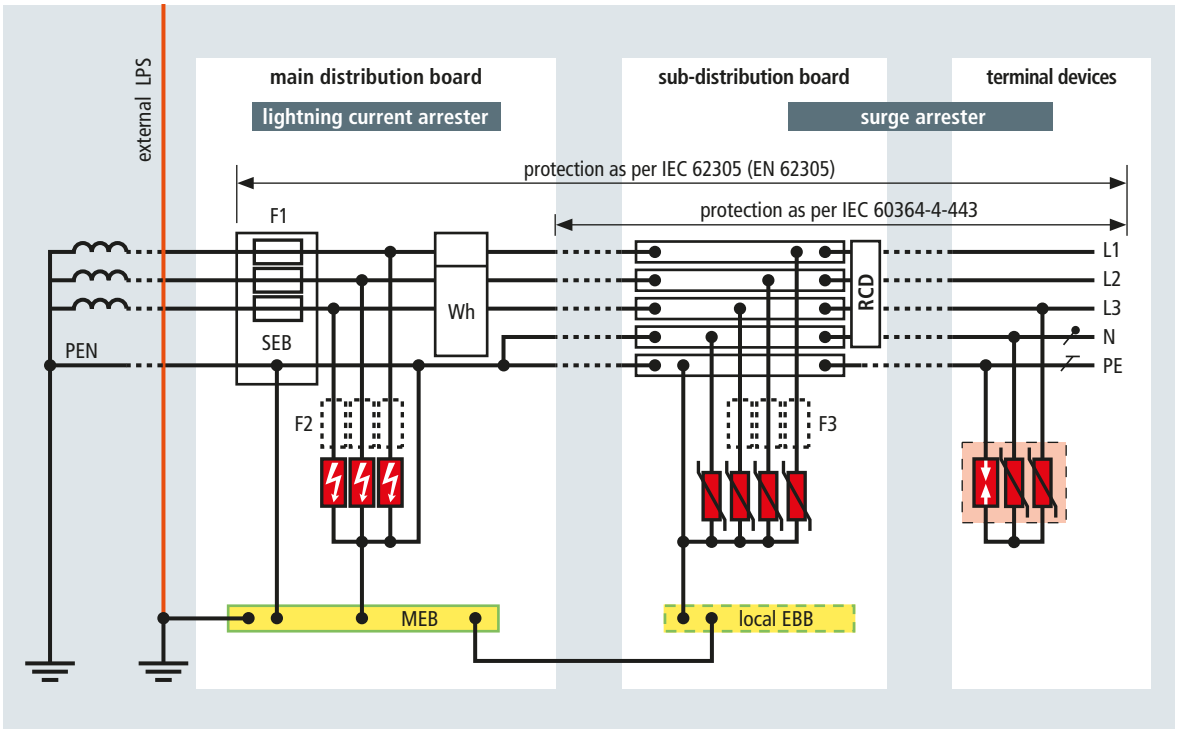 external LPS
main distribution board
sub-distribution board
terminal devices
lightning current arrester
surge arrester
protection as per IEC 62305 (EN 62305)
protection as per IEC 60364-4-443
F1
L1
L2
L3
N
PE
Wh
RCD
SEB
PEN
F2
F3
MEB
local EBB